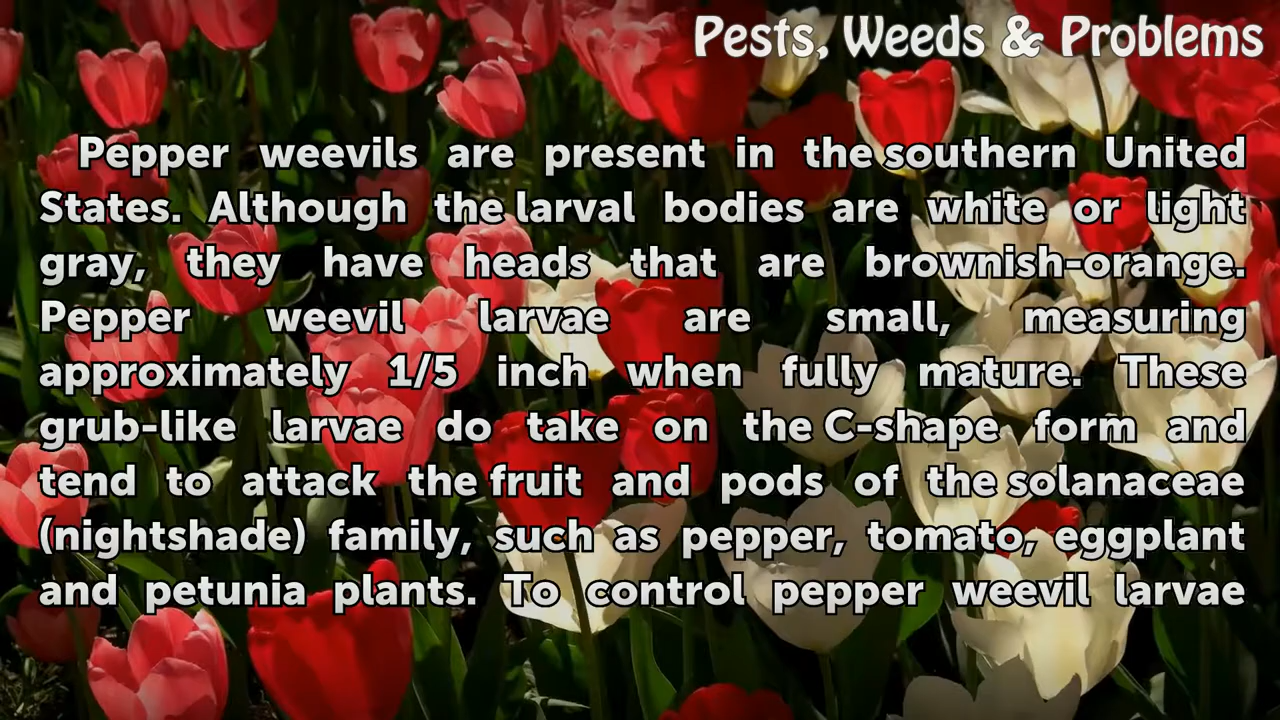 Pests, Weeds & Problems
Pepper weevils are present in the southern United
States. Although the larval bodies are white or light
gray, they have heads that are brownish-orange.
Pepper weevil larvae are small, measuring
approximately 1/5 inch when fully mature. These
grub-like larvae do take on the C-shape form and
tend to attack the fruit and pods of the solanaceae
(nightshade) family, such as pepper, tomato, eggplant
and petunia plants. To control pepper weevil larvae